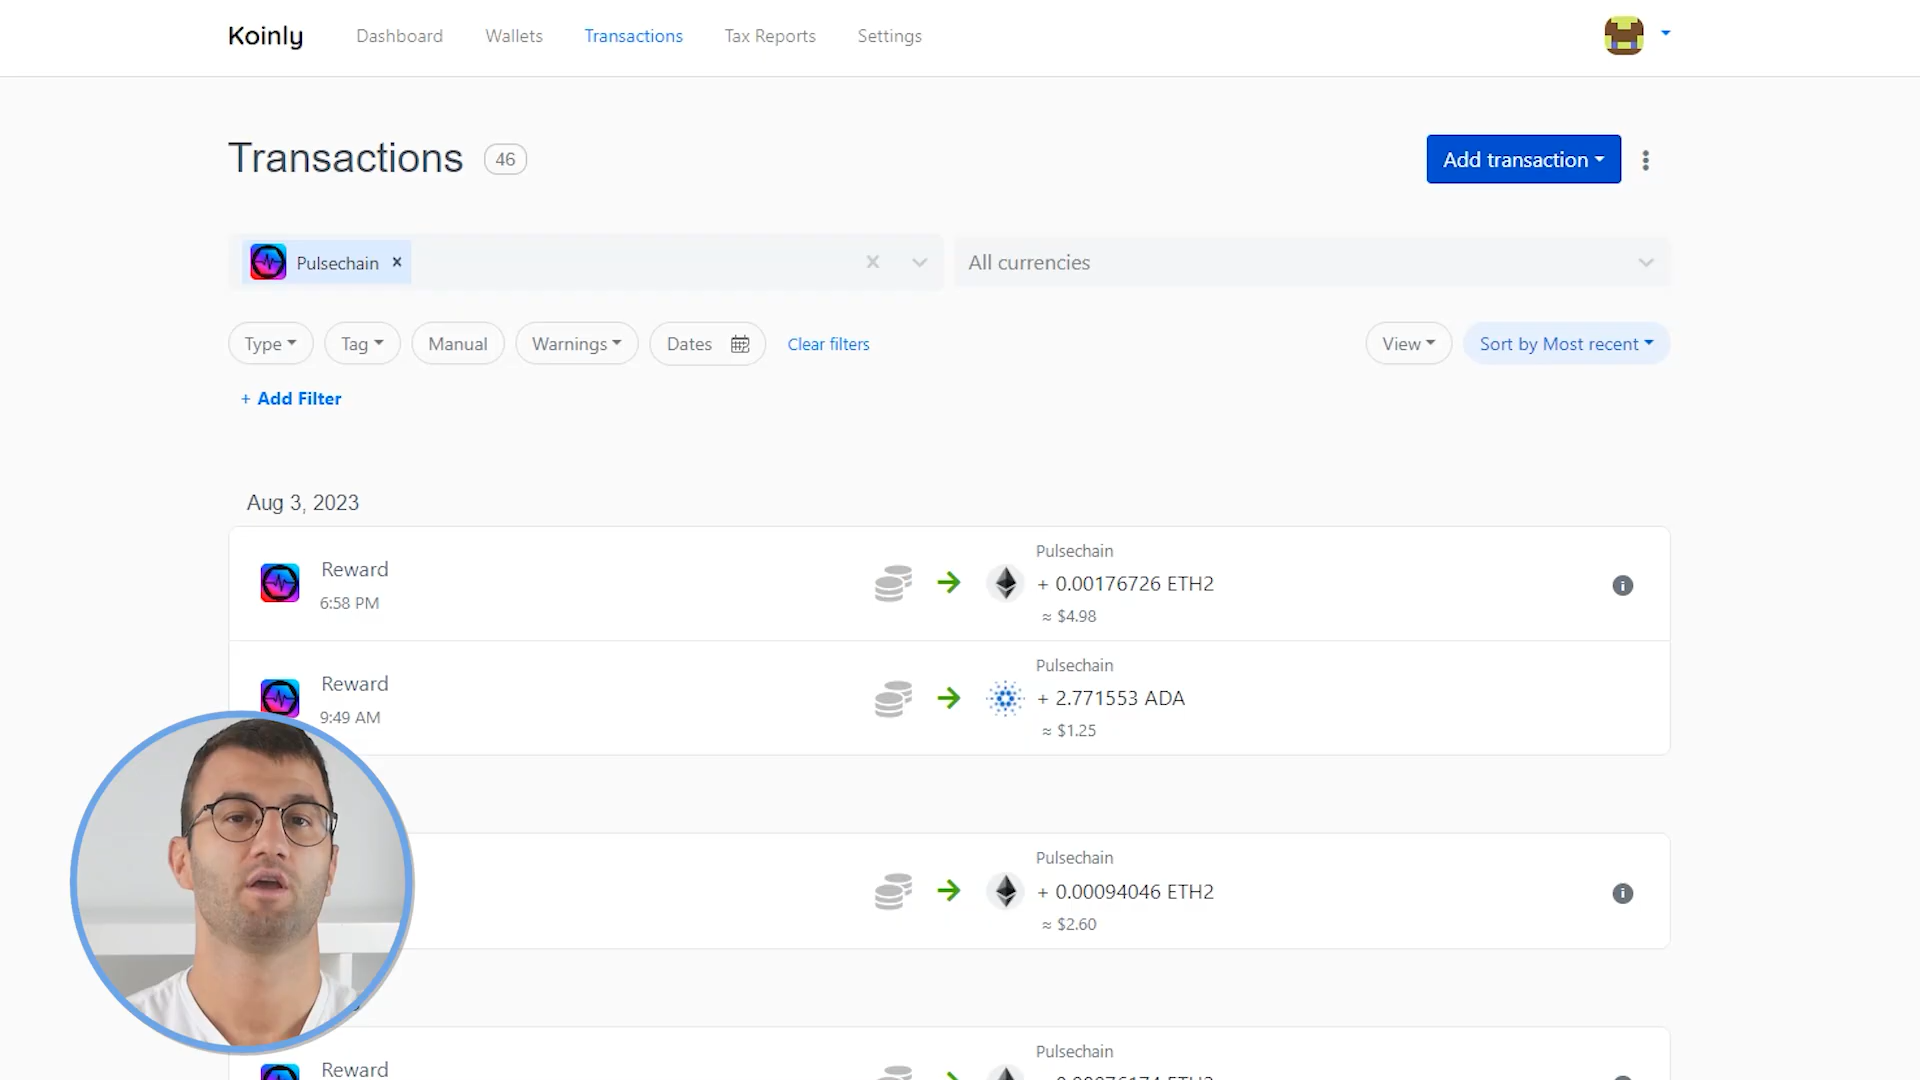 Koinly Dashboard Wallets Transactions Tax Reports Settings
Transactions 46
Add transaction
Pulsechain ×
All currencies
Type Tag Manual Warnings Dates Clear filters
View Sort by Most recent
+ Add Filter
Aug 3, 2023
Reward
6:58 PM
Pulsechain
+ 0.00176726 ETH2
≈ $4.98
Reward
9:49 AM
Pulsechain
+ 2.771553 ADA
≈ $1.25
Pulsechain
+ 0.00094046 ETH2
≈ $2.60
Reward
Pulsechain